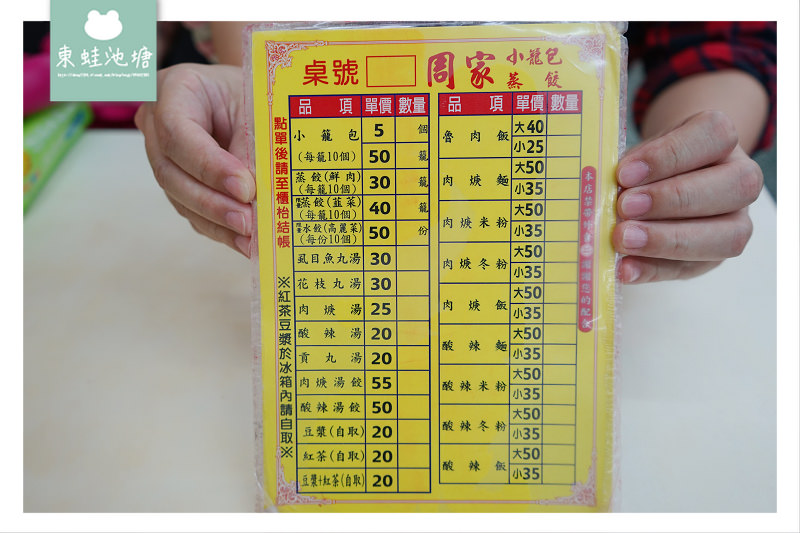 東蛙池塘
桌號
周家 小籠包
蒸餃
點單後請至櫃枱結帳
※紅茶豆漿於冰箱內請自取※
品項 單價 數量
小籠包 5 個
(每籠10個) 50 籠
蒸餃(鮮肉)
(每籠10個) 30 籠
蒸餃(韮菜)
(每籠10個) 40 籠
水餃(高麗菜)
(每份10個) 50 份
虱目魚丸湯 30
花枝丸湯 30
肉焿湯 25
酸辣湯 20
貢丸湯 20
肉焿湯餃 55
酸辣湯餃 50
豆漿(自取) 20
紅茶(自取) 20
豆漿+紅茶(自取) 20
品項 單價 數量
魯肉飯 大40
小25
肉焿麵 大50
小35
肉焿米粉 大50
小35
肉焿冬粉 大50
小35
肉焿飯 大50
小35
酸辣麵 大50
小35
酸辣米粉 大50
小35
酸辣冬粉 大50
小35
酸辣飯 大50
小35
謝謝您的配合